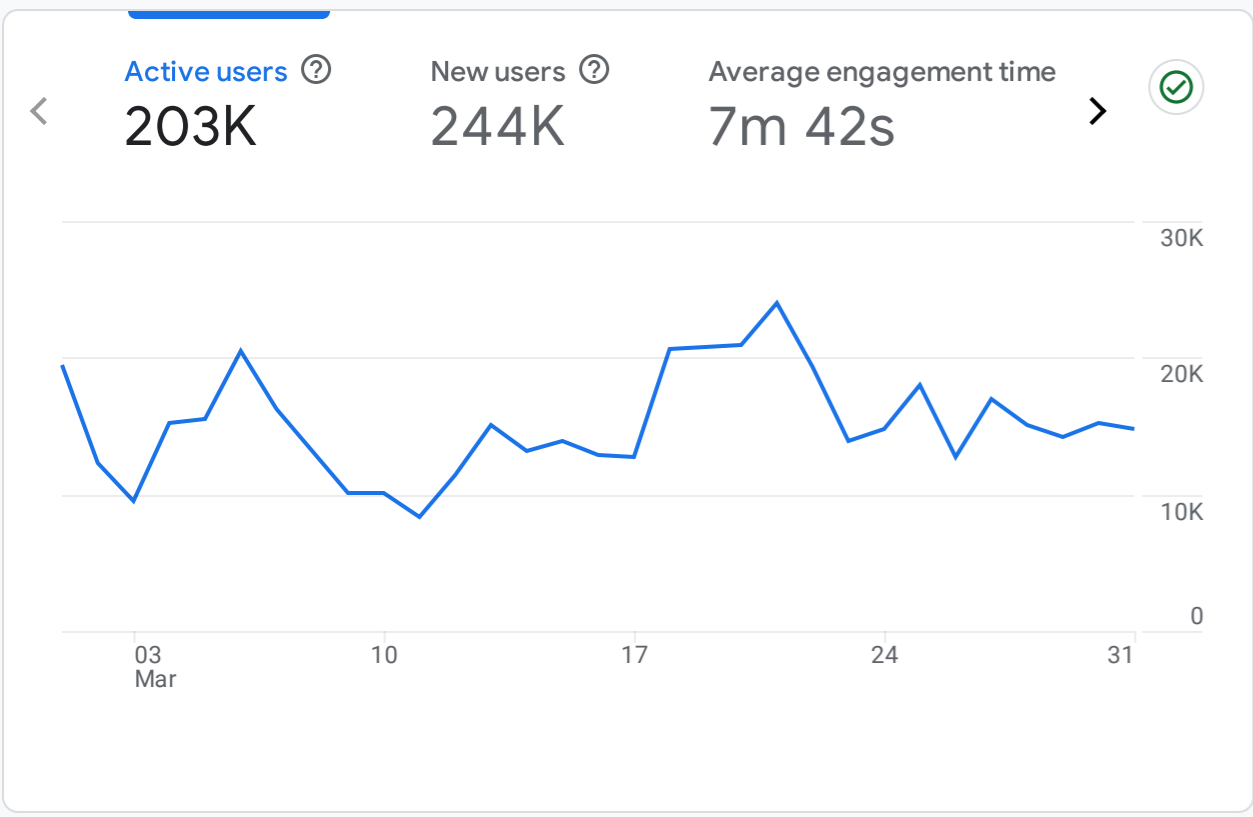 Active users New users Average engagement time
203K 244K 7m 42s
30K
20K
10K
0
03 10 17 24 31
Mar